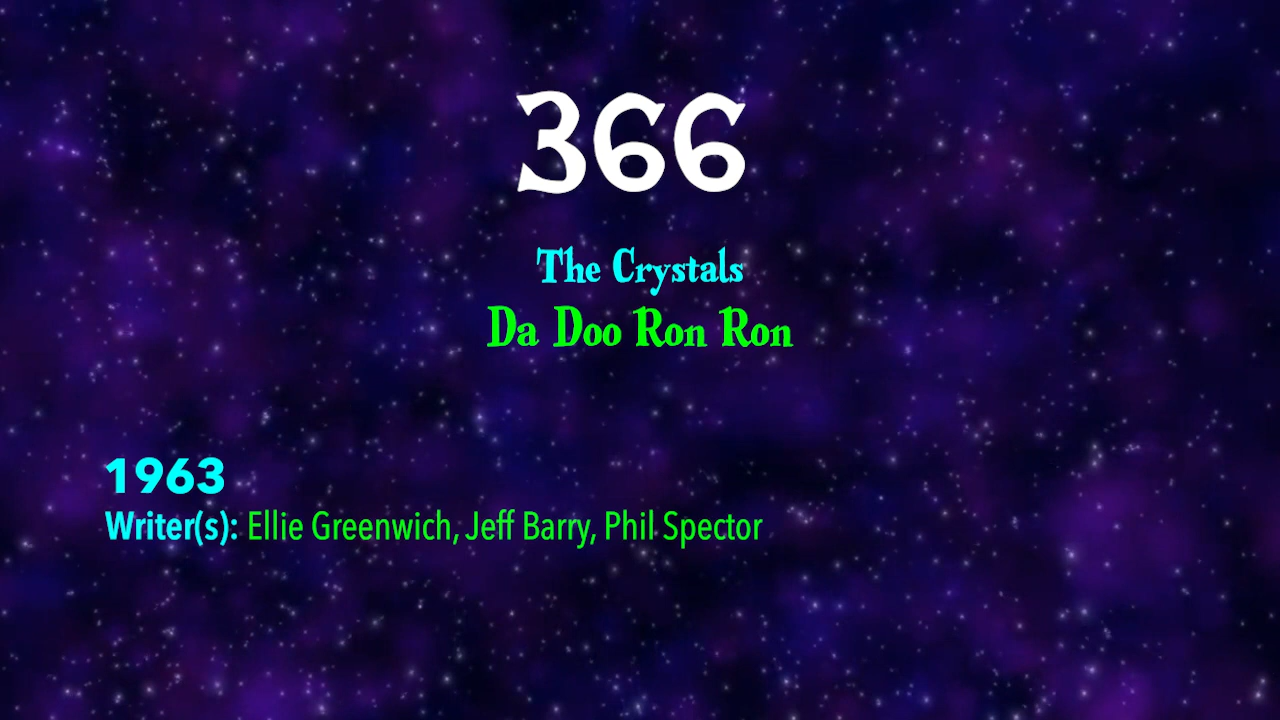 366
The Crystals
Da Doo Ron Ron
1963
Writer(s): Ellie Greenwich, Jeff Barry, Phil Spector